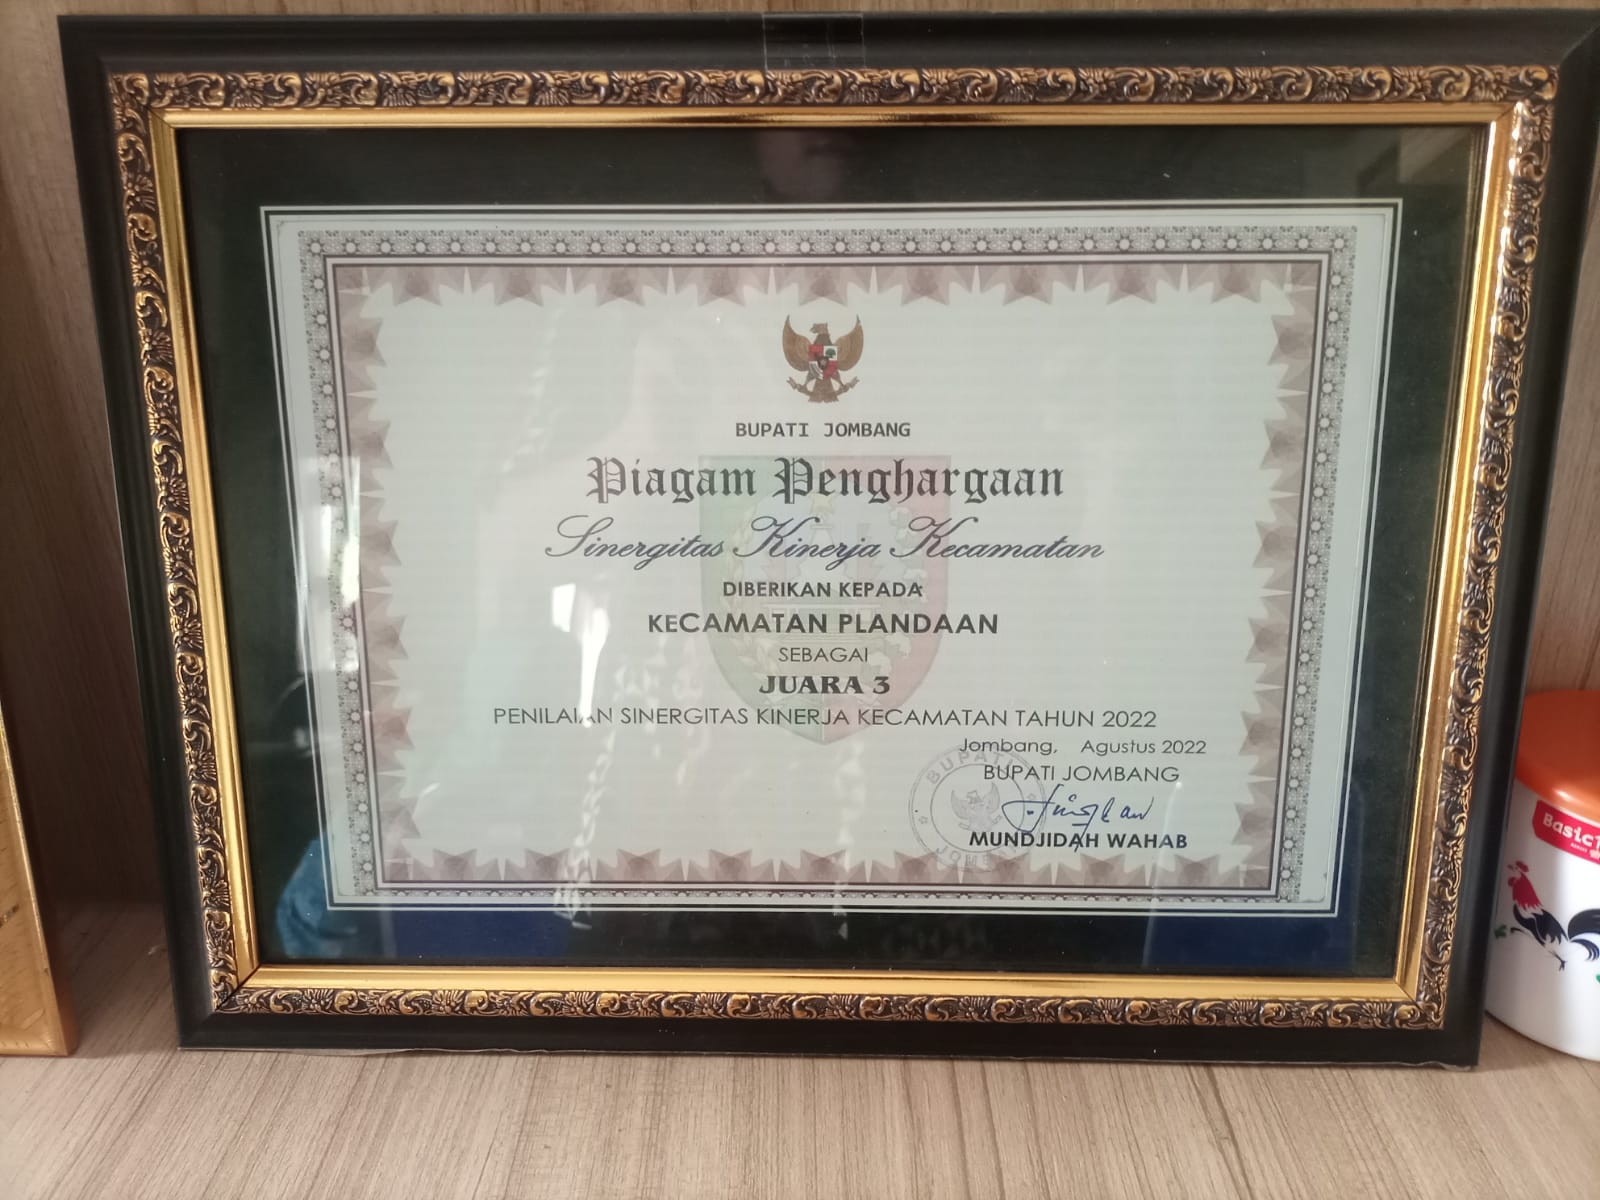 BUPATI JOMBANG
Piagam Penghargaan
Sinergitas Kinerja Kecamatan
DIBERIKAN KEPADA
KECAMATAN PLANDAAN
SEBAGAI
JUARA 3
PENILAIAN SINERGITAS KINERJA KECAMATAN TAHUN 2022
Jombang, Agustus 2022
BUPATI JOMBANG
BUPATI
MUNDJIDAH WAHAB